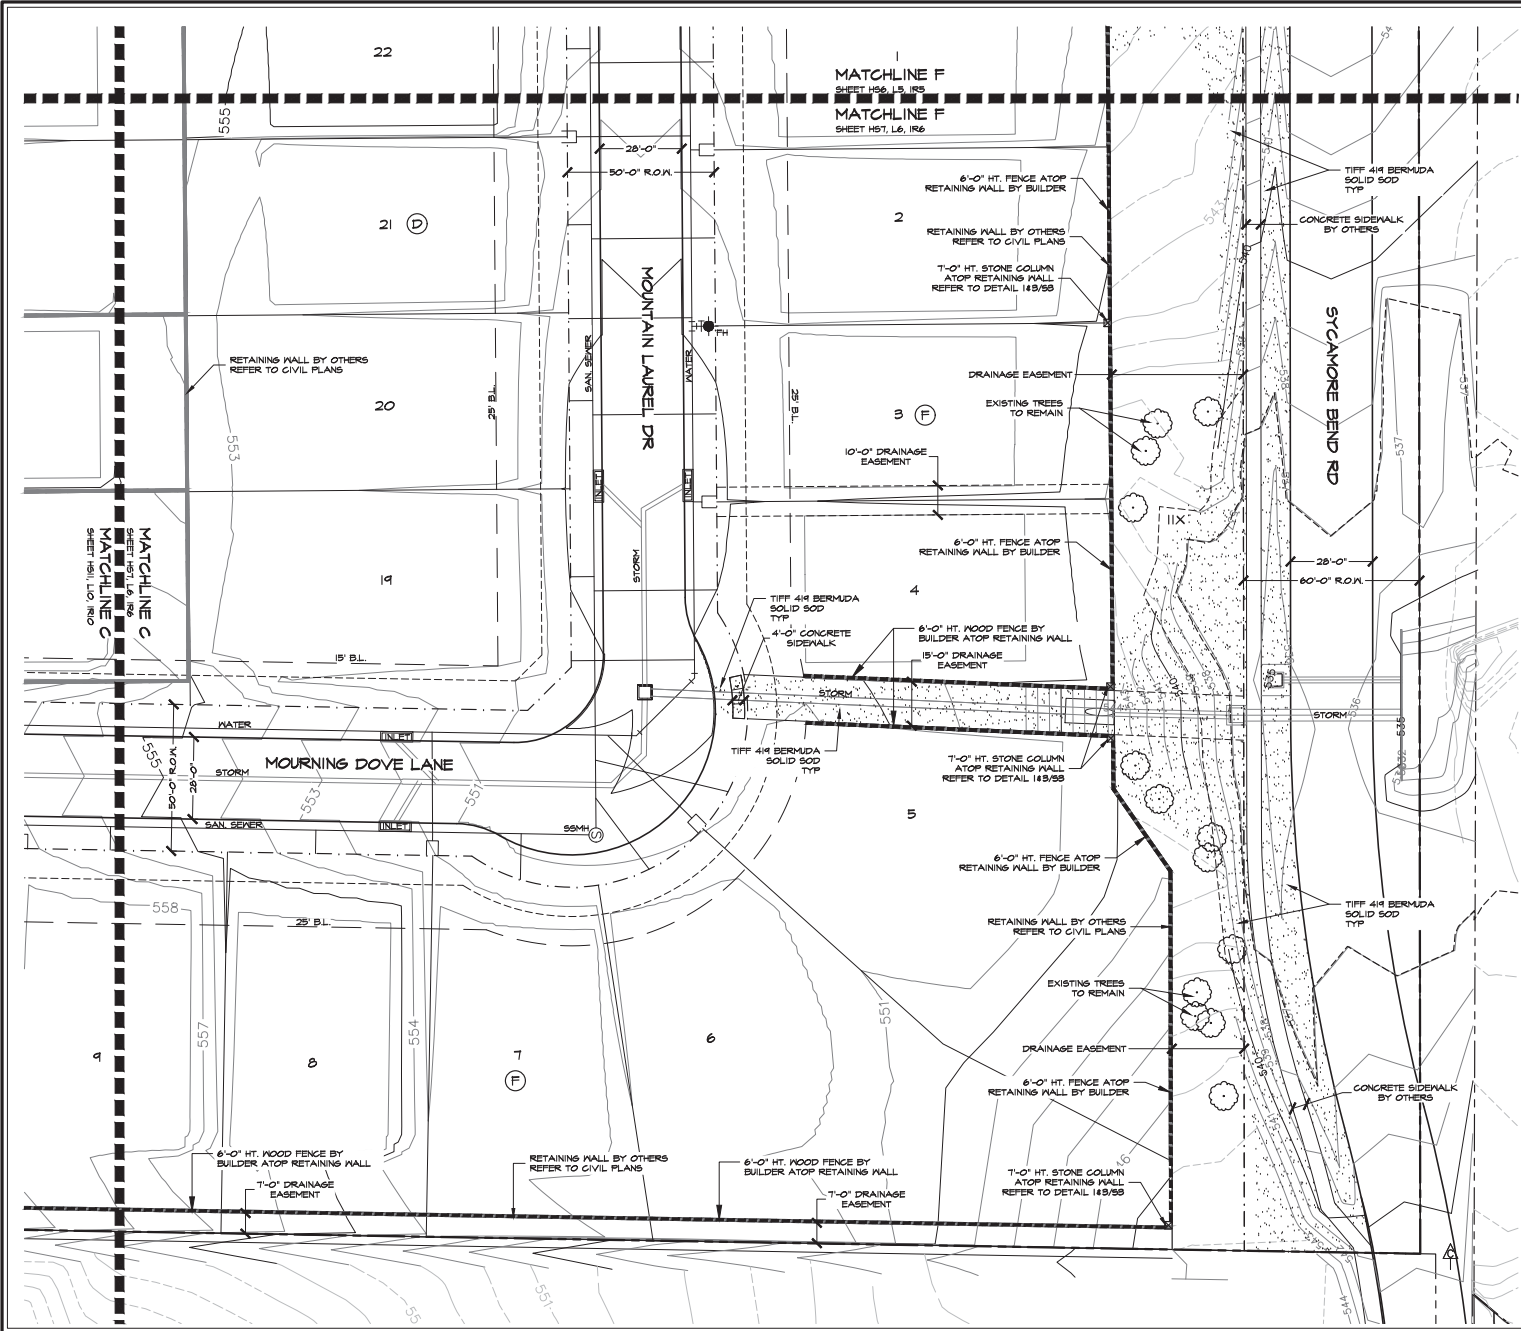 22
1
MATCHLINE F
SHEET HS6, L5, IR5
MATCHLINE F
SHEET HS7, L6, IR6
555
28'-0"
50'-0" R.O.W.
6'-0" HT. FENCE ATOP
RETAINING WALL BY BUILDER
TIFF 419 BERMUDA
SOLID SOD
TYP
543
21 D
2
RETAINING WALL BY OTHERS
REFER TO CIVIL PLANS
CONCRETE SIDEWALK
BY OTHERS
540
7'-0" HT. STONE COLUMN
ATOP RETAINING WALL
REFER TO DETAIL 1&3/S8
MOUNTAIN LAUREL DR
SYCAMORE BEND RD
FH
SAN. SEWER
WATER
RETAINING WALL BY OTHERS
REFER TO CIVIL PLANS
DRAINAGE EASEMENT
538
537
25' B.L.
25' B.L.
20
3 F
EXISTING TREES
TO REMAIN
553
537
10'-0" DRAINAGE
EASEMENT
INLET
INLET
MATCHLINE C
SHEET HS7, L6, IR6
MATCHLINE C
SHEET HS11, L10, IR10
STORM
6'-0" HT. FENCE ATOP
RETAINING WALL BY BUILDER
28'-0"
60'-0" R.O.W.
19
4
TIFF 419 BERMUDA
SOLID SOD
TYP
4'-0" CONCRETE
SIDEWALK
6'-0" HT. WOOD FENCE BY
BUILDER ATOP RETAINING WALL
15'-0" DRAINAGE
EASEMENT
15' B.L.
540
535
STORM
536
STORM
535
532
WATER
INLET
555
50'-0" R.O.W.
28'-0"
STORM
MOURNING DOVE LANE
553
551
TIFF 419 BERMUDA
SOLID SOD
TYP
7'-0" HT. STONE COLUMN
ATOP RETAINING WALL
REFER TO DETAIL 1&3/S8
SAN. SEWER
INLET
SSMH
S
5
6'-0" HT. FENCE ATOP
RETAINING WALL BY BUILDER
558
25' B.L.
RETAINING WALL BY OTHERS
REFER TO CIVIL PLANS
TIFF 419 BERMUDA
SOLID SOD
TYP
EXISTING TREES
TO REMAIN
557
554
551
9
8
7
F
6
DRAINAGE EASEMENT
540
6'-0" HT. FENCE ATOP
RETAINING WALL BY BUILDER
CONCRETE SIDEWALK
BY OTHERS
6'-0" HT. WOOD FENCE BY
BUILDER ATOP RETAINING WALL
7'-0" DRAINAGE
EASEMENT
RETAINING WALL BY OTHERS
REFER TO CIVIL PLANS
6'-0" HT. WOOD FENCE BY
BUILDER ATOP RETAINING WALL
7'-0" DRAINAGE
EASEMENT
7'-0" HT. STONE COLUMN
ATOP RETAINING WALL
REFER TO DETAIL 1&3/S8
551
55
544